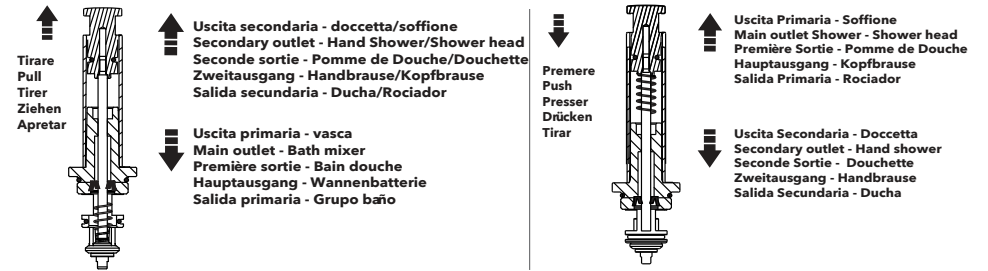 Tirare
Pull
Tirer
Ziehen
Apretar
Uscita secondaria - doccetta/soffione
Secondary outlet - Hand Shower/Shower head
Seconde sortie - Pomme de Douche/Douchette
Zweitausgang - Handbrause/Kopfbrause
Salida secundaria - Ducha/Rociador
Uscita primaria - vasca
Main outlet - Bath mixer
Première sortie - Bain douche
Hauptausgang - Wannenbatterie
Salida primaria - Grupo baño
Premere
Push
Presser
Drücken
Tirar
Uscita Primaria - Soffione
Main outlet Shower - Shower head
Première Sortie - Pomme de Douche
Hauptausgang - Kopfbrause
Salida Primaria - Rociador
Uscita Secondaria - Doccetta
Secondary outlet - Hand shower
Seconde Sortie - Douchette
Zweitausgang - Handbrause
Salida Secundaria - Ducha